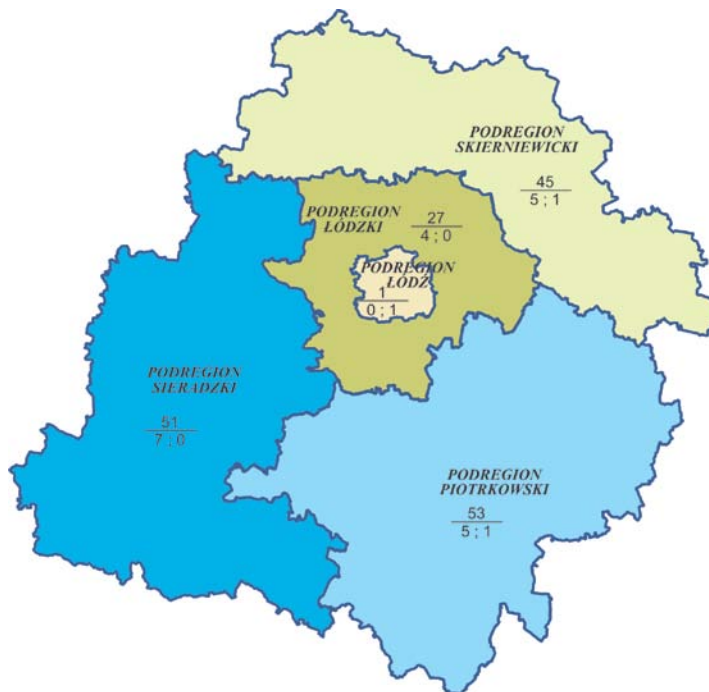 PODREGION
SKIERNIEWICKI
45
5 ; 1
PODREGION
ŁÓDZKI
27
4 ; 0
PODREGION
ŁÓDŹ
1
0 ; 1
PODREGION
SIERADZKI
51
7 ; 0
PODREGION
PIOTRKOWSKI
53
5 ; 1